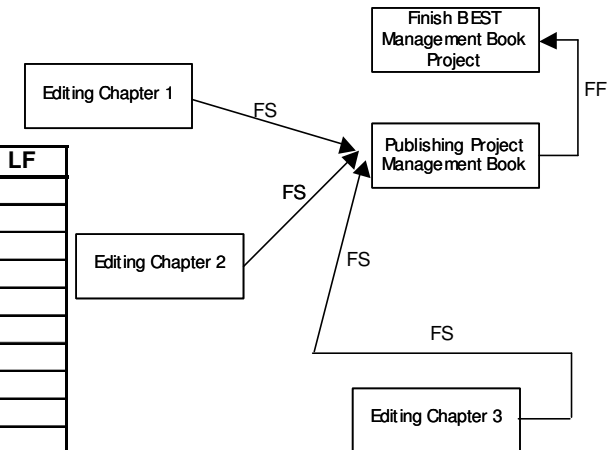 Finish BEST
Management Book
Project
Editing Chapter 1
FS
FF
Publishing Project
Management Book
LF
FS
Editing Chapter 2
FS
FS
Editing Chapter 3